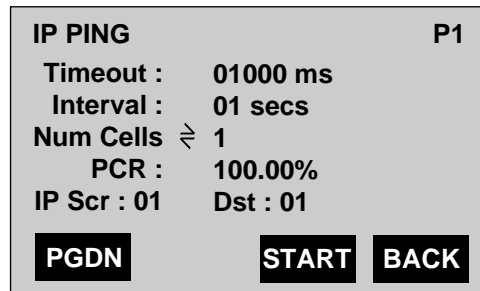 IP PING P1
Timeout : 01000 ms
Interval : 01 secs
Num Cells ⇌ 1
PCR : 100.00%
IP Scr : 01 Dst : 01
PGDN START BACK